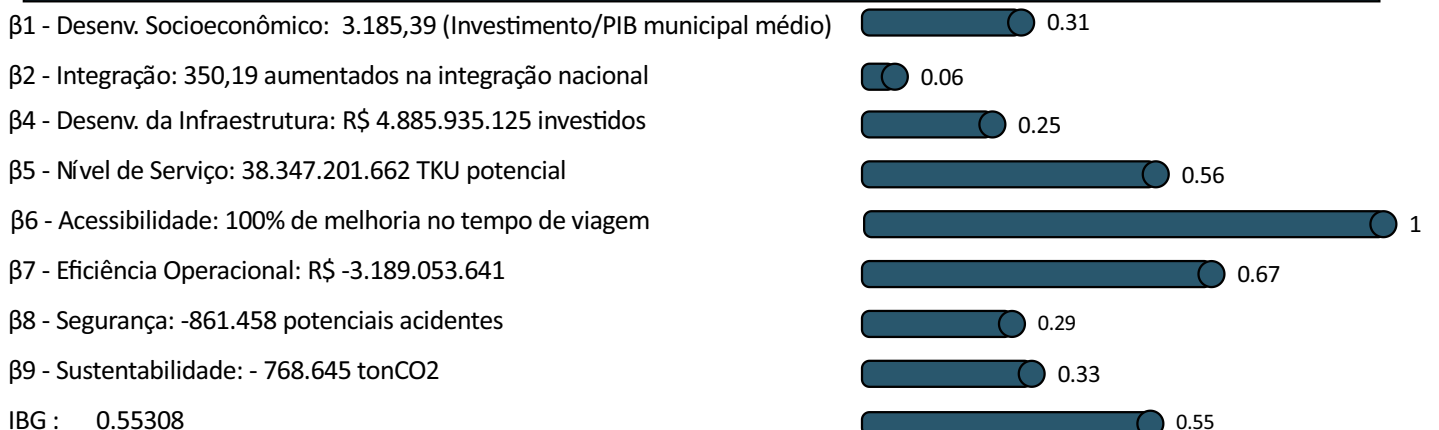 β1 - Desenv. Socioeconômico:  3.185,39 (Investimento/PIB municipal médio) 0.31
β2 - Integração: 350,19 aumentados na integração nacional 0.06
β4 - Desenv. da Infraestrutura: R$ 4.885.935.125 investidos 0.25
β5 - Nível de Serviço: 38.347.201.662 TKU potencial 0.56
β6 - Acessibilidade: 100% de melhoria no tempo de viagem 1
β7 - Eficiência Operacional: R$ -3.189.053.641 0.67
β8 - Segurança: -861.458 potenciais acidentes 0.29
β9 - Sustentabilidade: - 768.645 tonCO2 0.33
IBG : 0.55308 0.55